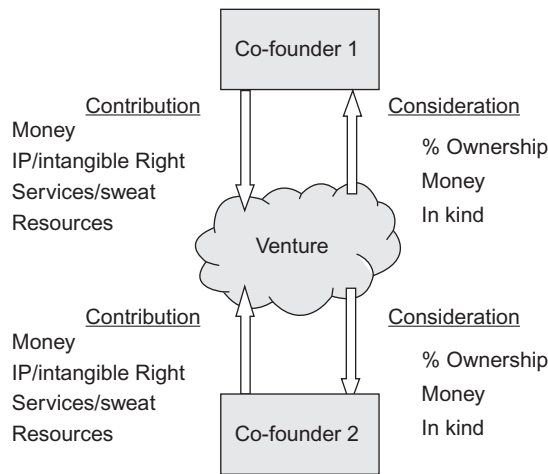 Co-founder 1
Contribution
Money
IP/intangible Right
Services/sweat
Resources
Consideration
% Ownership
Money
In kind
Venture
Contribution
Money
IP/intangible Right
Services/sweat
Resources
Consideration
% Ownership
Money
In kind
Co-founder 2